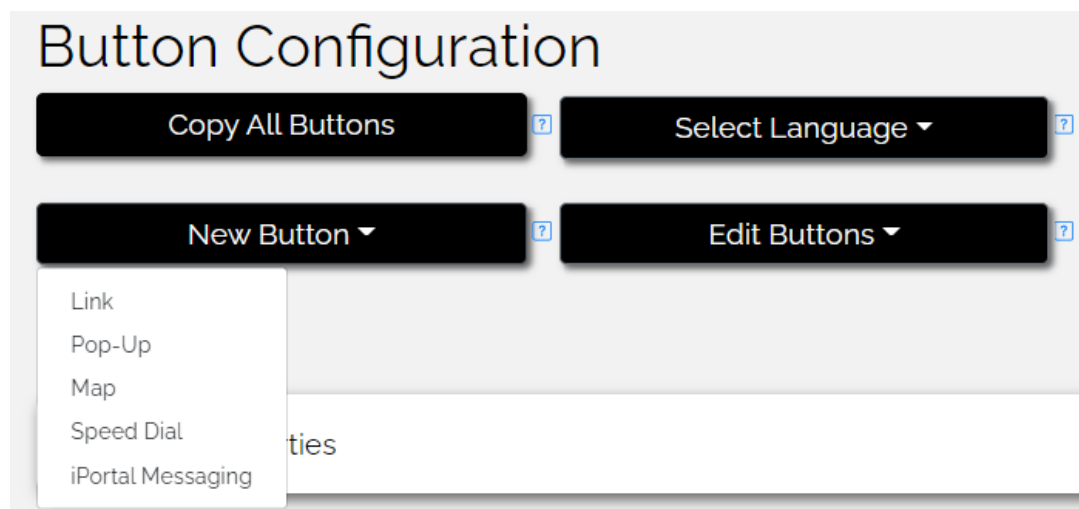 Button Configuration
Copy All Buttons ? Select Language ?
New Button ? Edit Buttons ?
Link
Pop-Up
Map
Speed Dial
rties
iPortal Messaging